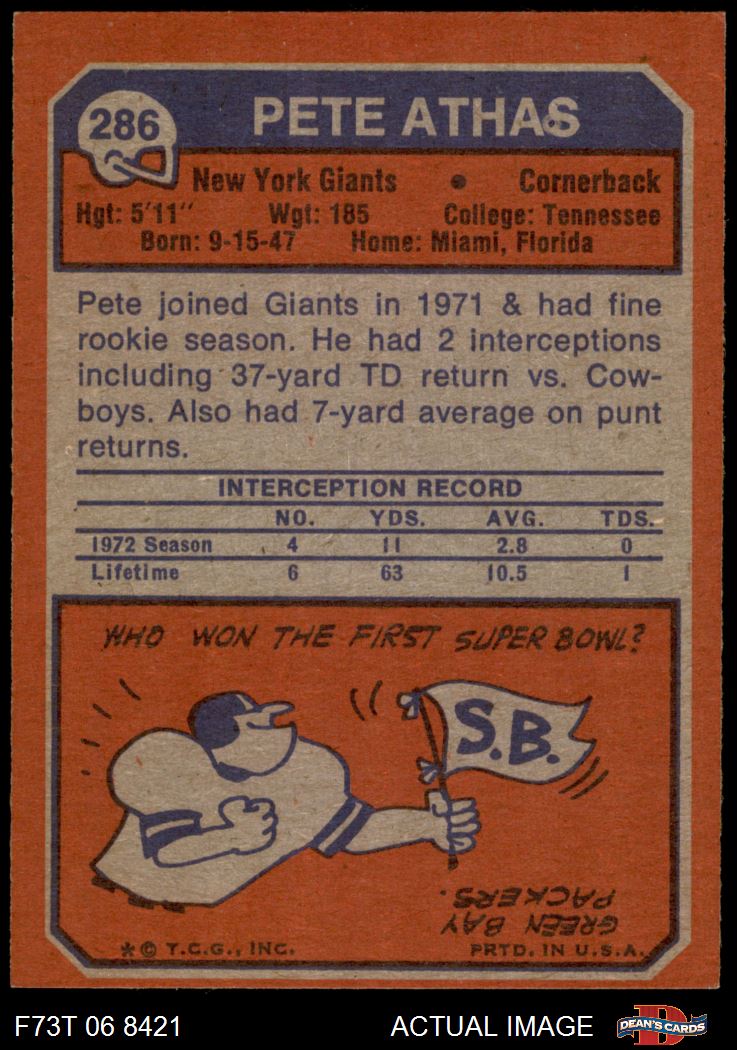 286
PETE ATHAS
New York Giants • Cornerback
Hgt: 5'11" Wgt: 185 College: Tennessee
Born: 9-15-47 Home: Miami, Florida
Pete joined Giants in 1971 & had fine
rookie season. He had 2 interceptions
including 37-yard TD return vs. Cow-
boys. Also had 7-yard average on punt
returns.
INTERCEPTION RECORD
NO. YDS. AVG. TDS.
1972 Season 4 11 2.8 0
Lifetime 6 63 10.5 1
WHO WON THE FIRST SUPER BOWL?
S.B.
GREEN BAY
PACKERS.
* © T.C.G., INC. PRTD. IN U.S.A.
F73T 06 8421 ACTUAL IMAGE
D
DEAN'S CARDS